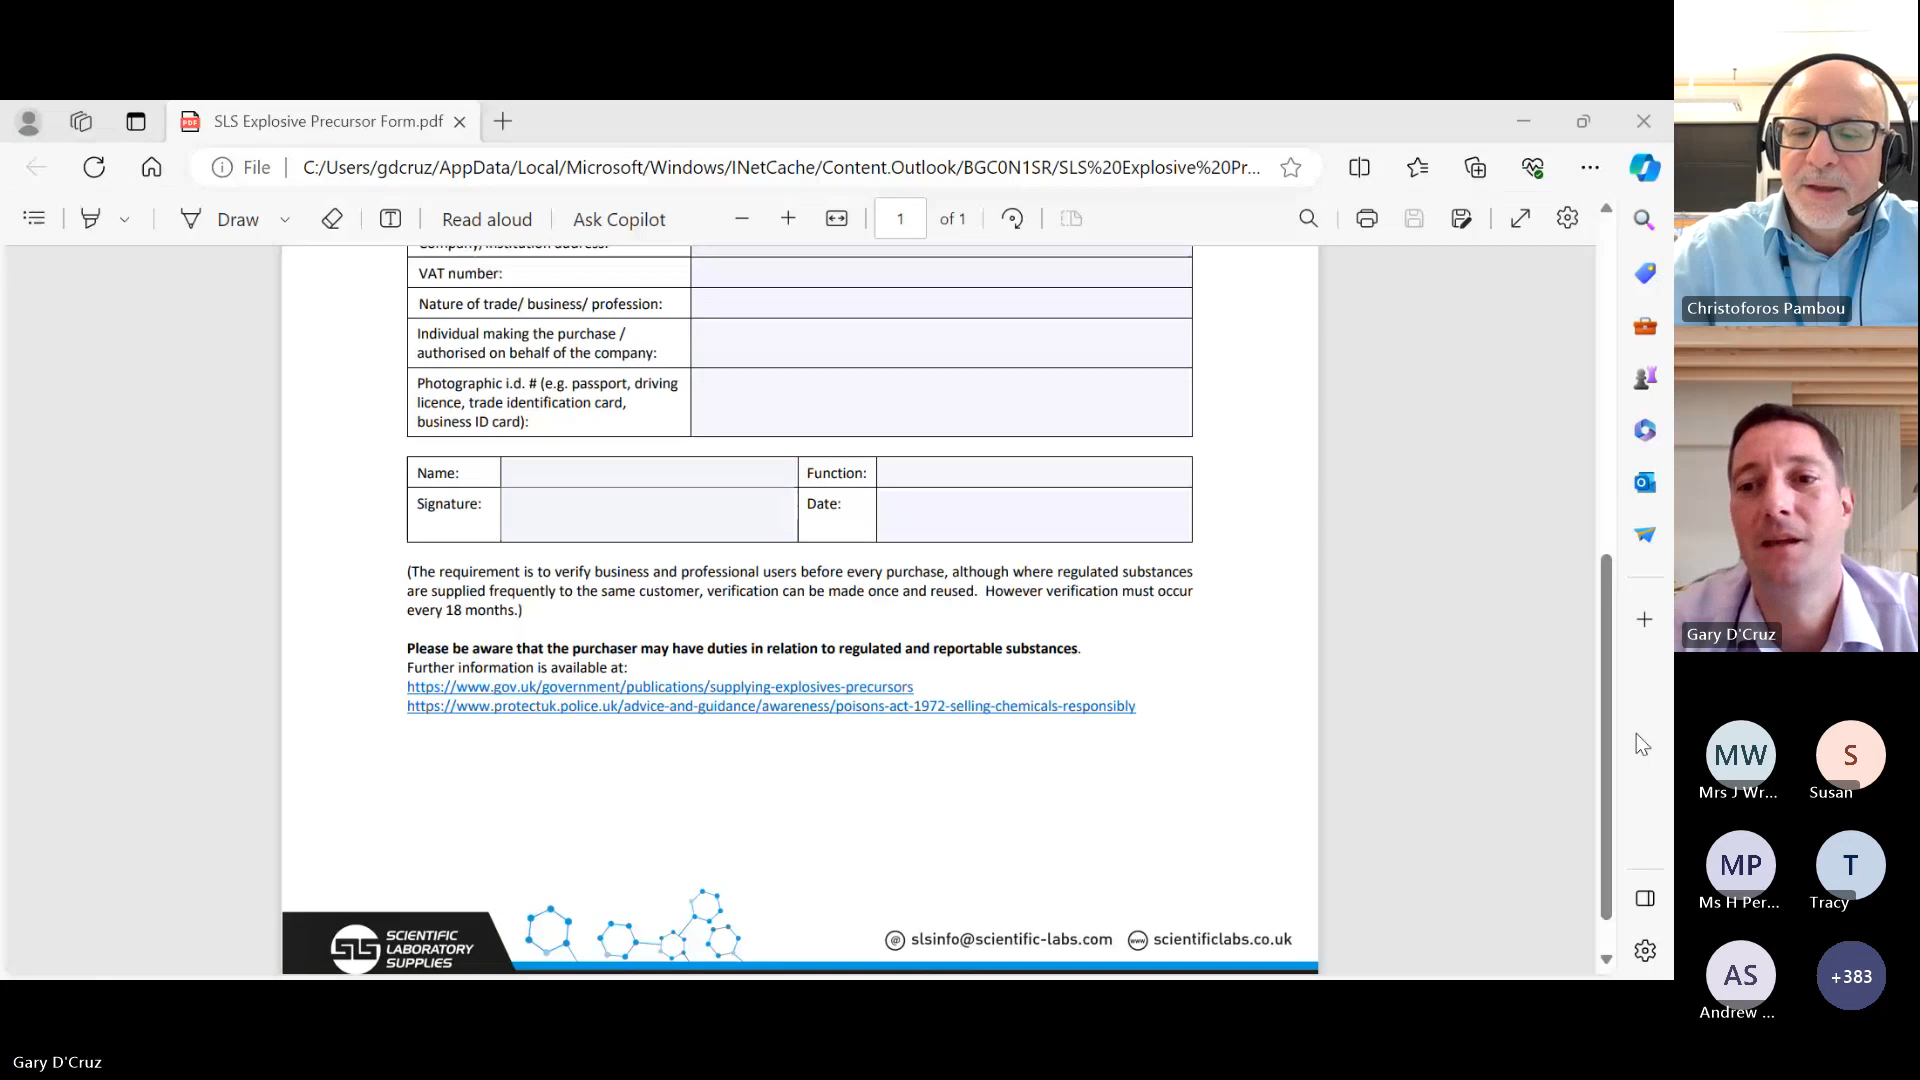 SLS Explosive Precursor Form.pdf
File
C:/Users/gdcruz/AppData/Local/Microsoft/Windows/INetCache/Content.Outlook/BGC0N1SR/SLS%20Explosive%20Pr...
Draw
Read aloud
Ask Copilot
1
of 1
Company/institution address:
VAT number:
Nature of trade/ business/ profession:
Individual making the purchase /
authorised on behalf of the company:
Photographic i.d. # (e.g. passport, driving
licence, trade identification card,
business ID card):
Name:
Function:
Signature:
Date:
(The requirement is to verify business and professional users before every purchase, although where regulated substances
are supplied frequently to the same customer, verification can be made once and reused. However verification must occur
every 18 months.)
Please be aware that the purchaser may have duties in relation to regulated and reportable substances.
Further information is available at:
https://www.gov.uk/government/publications/supplying-explosives-precursors
https://www.protectuk.police.uk/advice-and-guidance/awareness/poisons-act-1972-selling-chemicals-responsibly
SLS
SCIENTIFIC
LABORATORY
SUPPLIES
slsinfo@scientific-labs.com
www
scientificlabs.co.uk
Christoforos Pambou
Gary D'Cruz
MW
Mrs J Wr...
S
Susan
MP
Ms H Per...
T
Tracy
AS
Andrew ...
+383
Gary D'Cruz